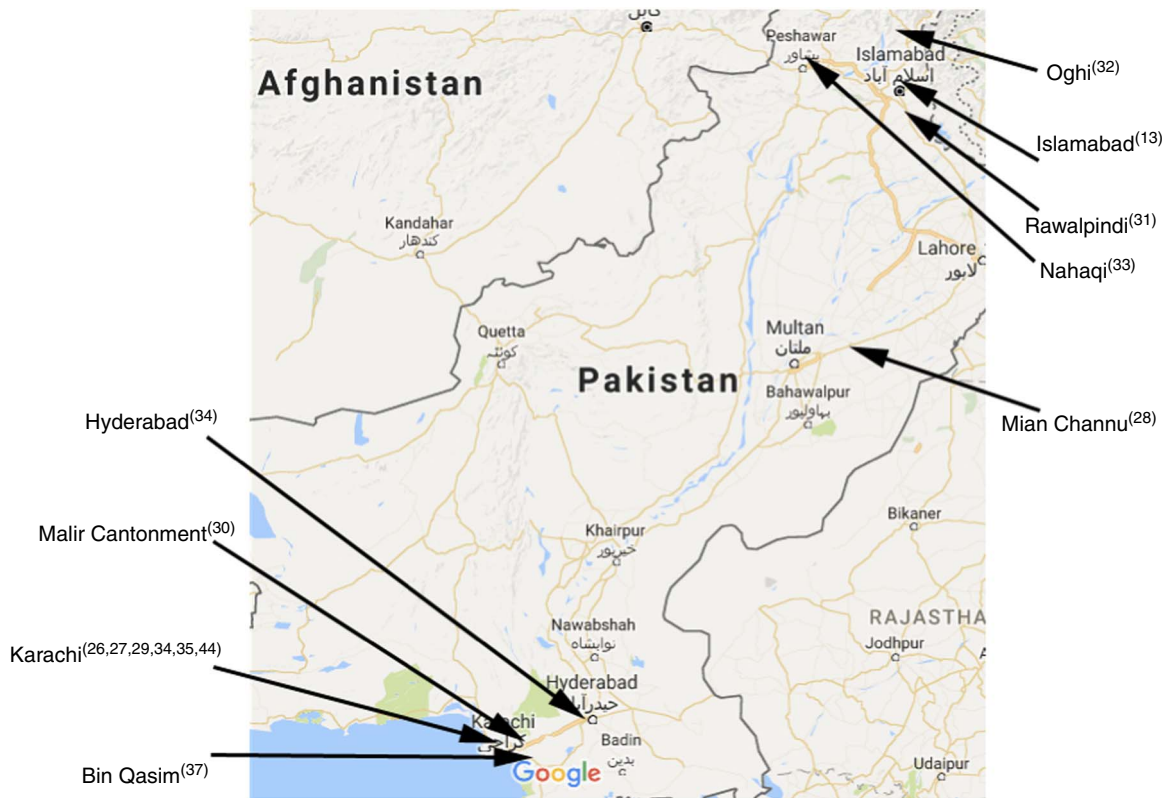 کابل
Peshawar
پشاور
Islamabad
اسلام آباد
Oghi(32)
Afghanistan
Islamabad(13)
Kandahar
کندھار
Rawalpindi(31)
Lahore
لاہور
Nahaqi(33)
Quetta
کوئٹہ
Multan
ملتان
Pakistan
Bahawalpur
بہاولپور
Mian Channu(28)
Hyderabad(34)
Bikaner
Malir Cantonment(30)
Khairpur
خیرپور
RAJASTHA
Nawabshah
نوابشاہ
Jodhpur
Karachi(26,27,29,34,35,44)
Hyderabad
حیدرآباد
Karachi
کراچی
Badin
بدین
Bin Qasim(37)
Google
Udaipur